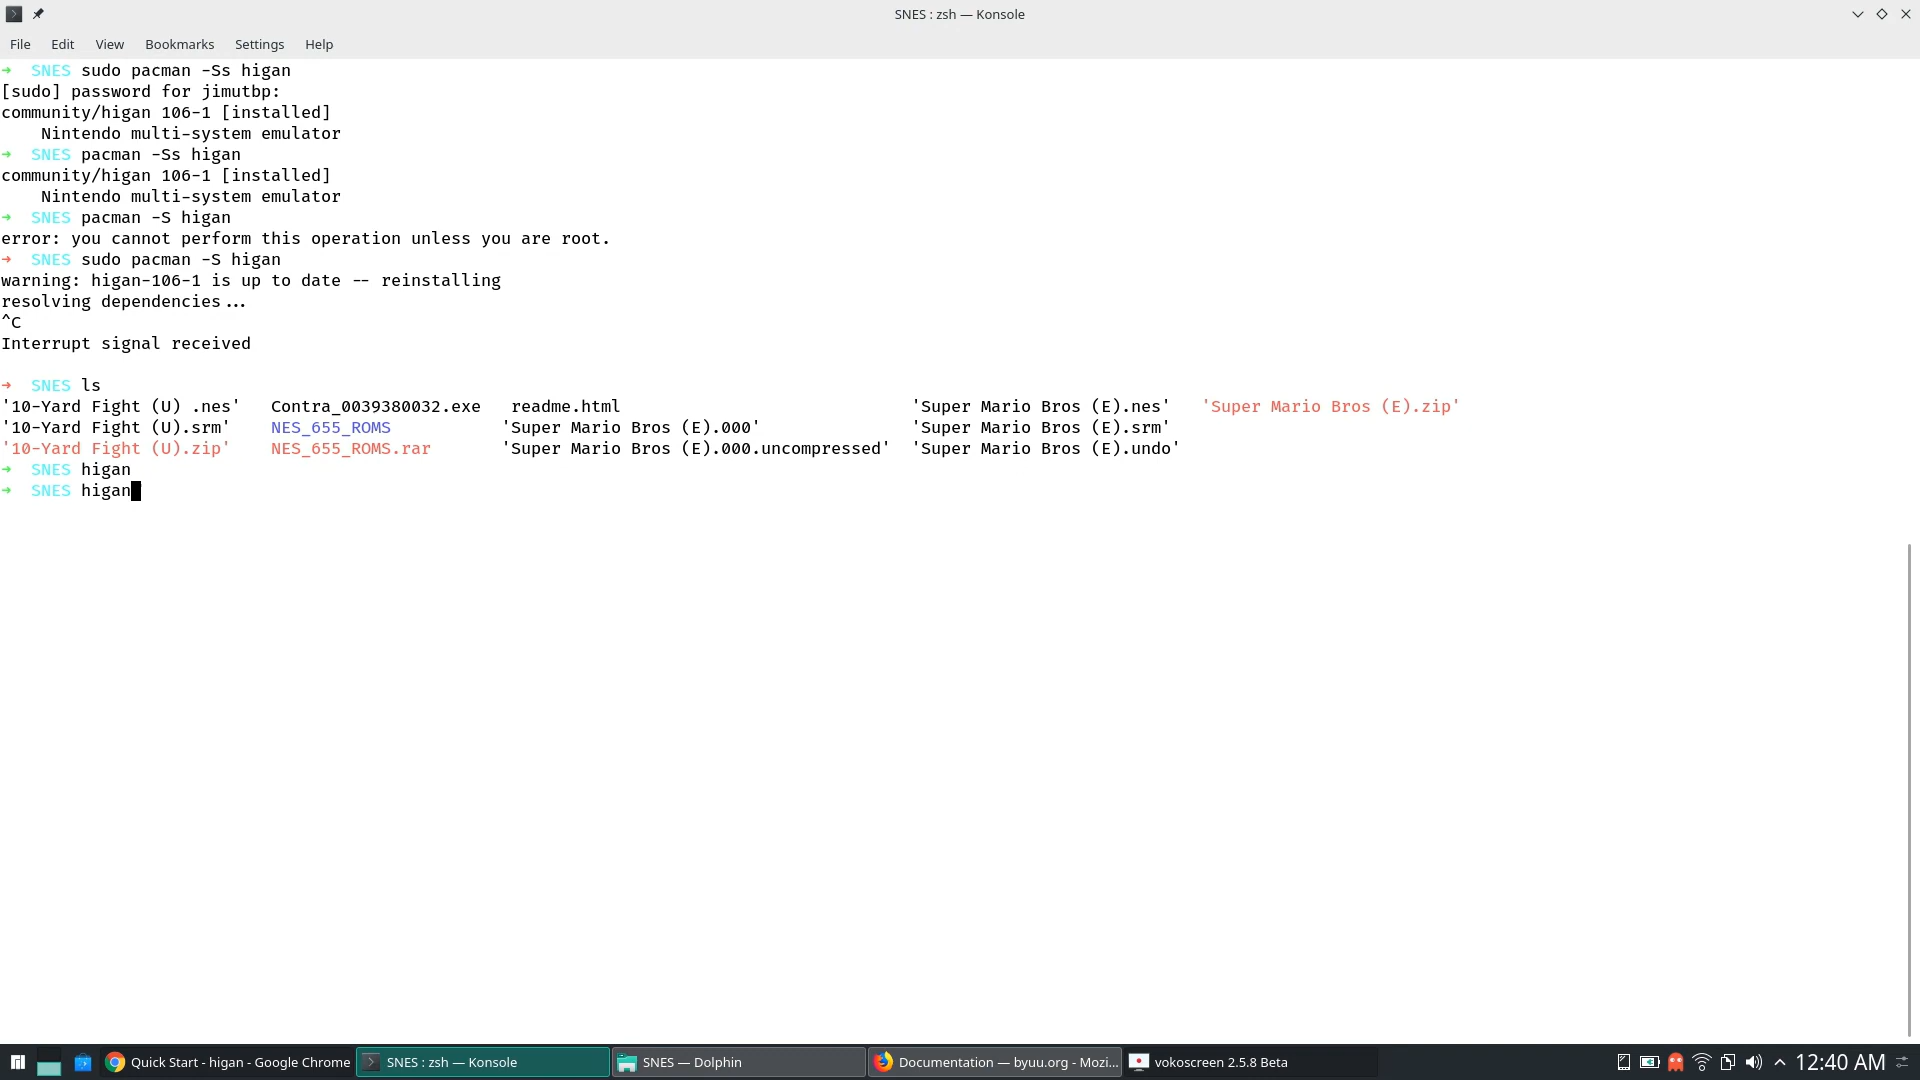 SNES : zsh — Konsole
File Edit View Bookmarks Settings Help
➜ SNES sudo pacman -Ss higan
[sudo] password for jimutbp:
community/higan 106-1 [installed]
Nintendo multi-system emulator
➜ SNES pacman -Ss higan
community/higan 106-1 [installed]
Nintendo multi-system emulator
➜ SNES pacman -S higan
error: you cannot perform this operation unless you are root.
➜ SNES sudo pacman -S higan
warning: higan-106-1 is up to date -- reinstalling
resolving dependencies...
^C
Interrupt signal received
➜ SNES ls
'10-Yard Fight (U) .nes' Contra_0039380032.exe readme.html 'Super Mario Bros (E).nes' 'Super Mario Bros (E).zip'
'10-Yard Fight (U).srm' NES_655_ROMS 'Super Mario Bros (E).000' 'Super Mario Bros (E).srm'
'10-Yard Fight (U).zip' NES_655_ROMS.rar 'Super Mario Bros (E).000.uncompressed' 'Super Mario Bros (E).undo'
➜ SNES higan
➜ SNES higan
Quick Start - higan - Google Chrome SNES : zsh — Konsole SNES — Dolphin Documentation — byuu.org - Mozi... vokoscreen 2.5.8 Beta 12:40 AM